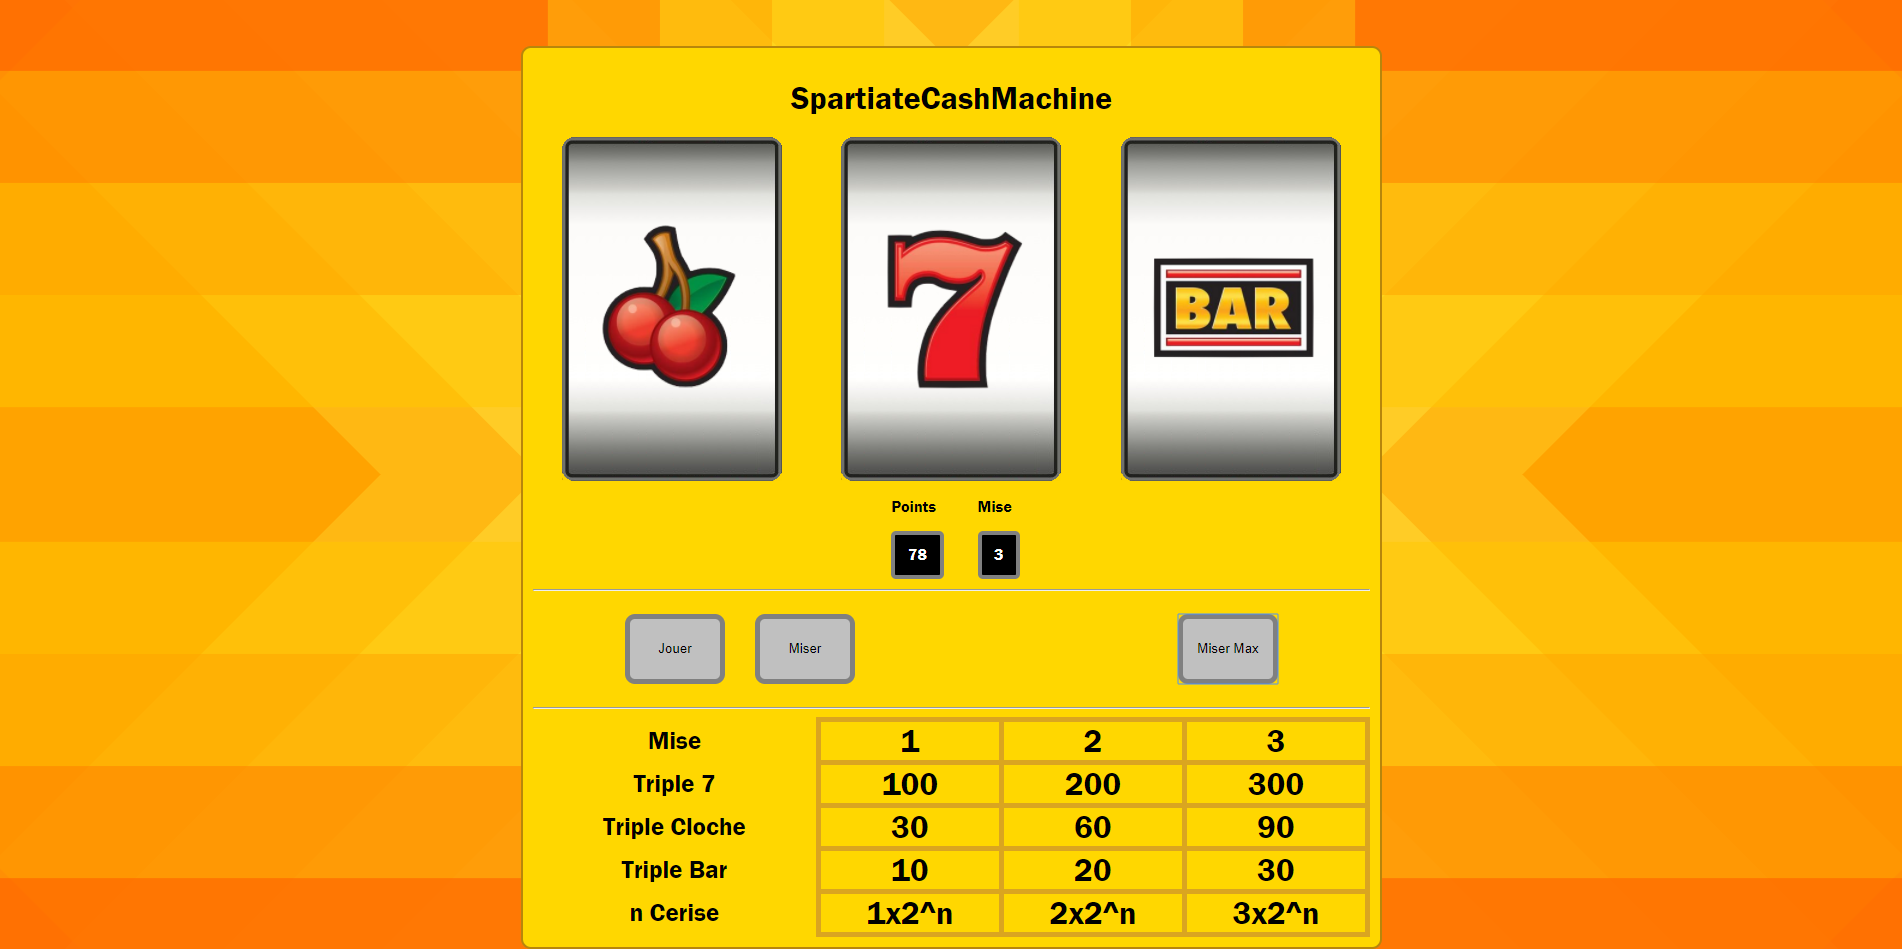 SpartiateCashMachine
7 BAR
Points Mise
78 3
Jouer Miser Miser Max
Mise 1 2 3
Triple 7 100 200 300
Triple Cloche 30 60 90
Triple Bar 10 20 30
n Cerise 1x2^n 2x2^n 3x2^n